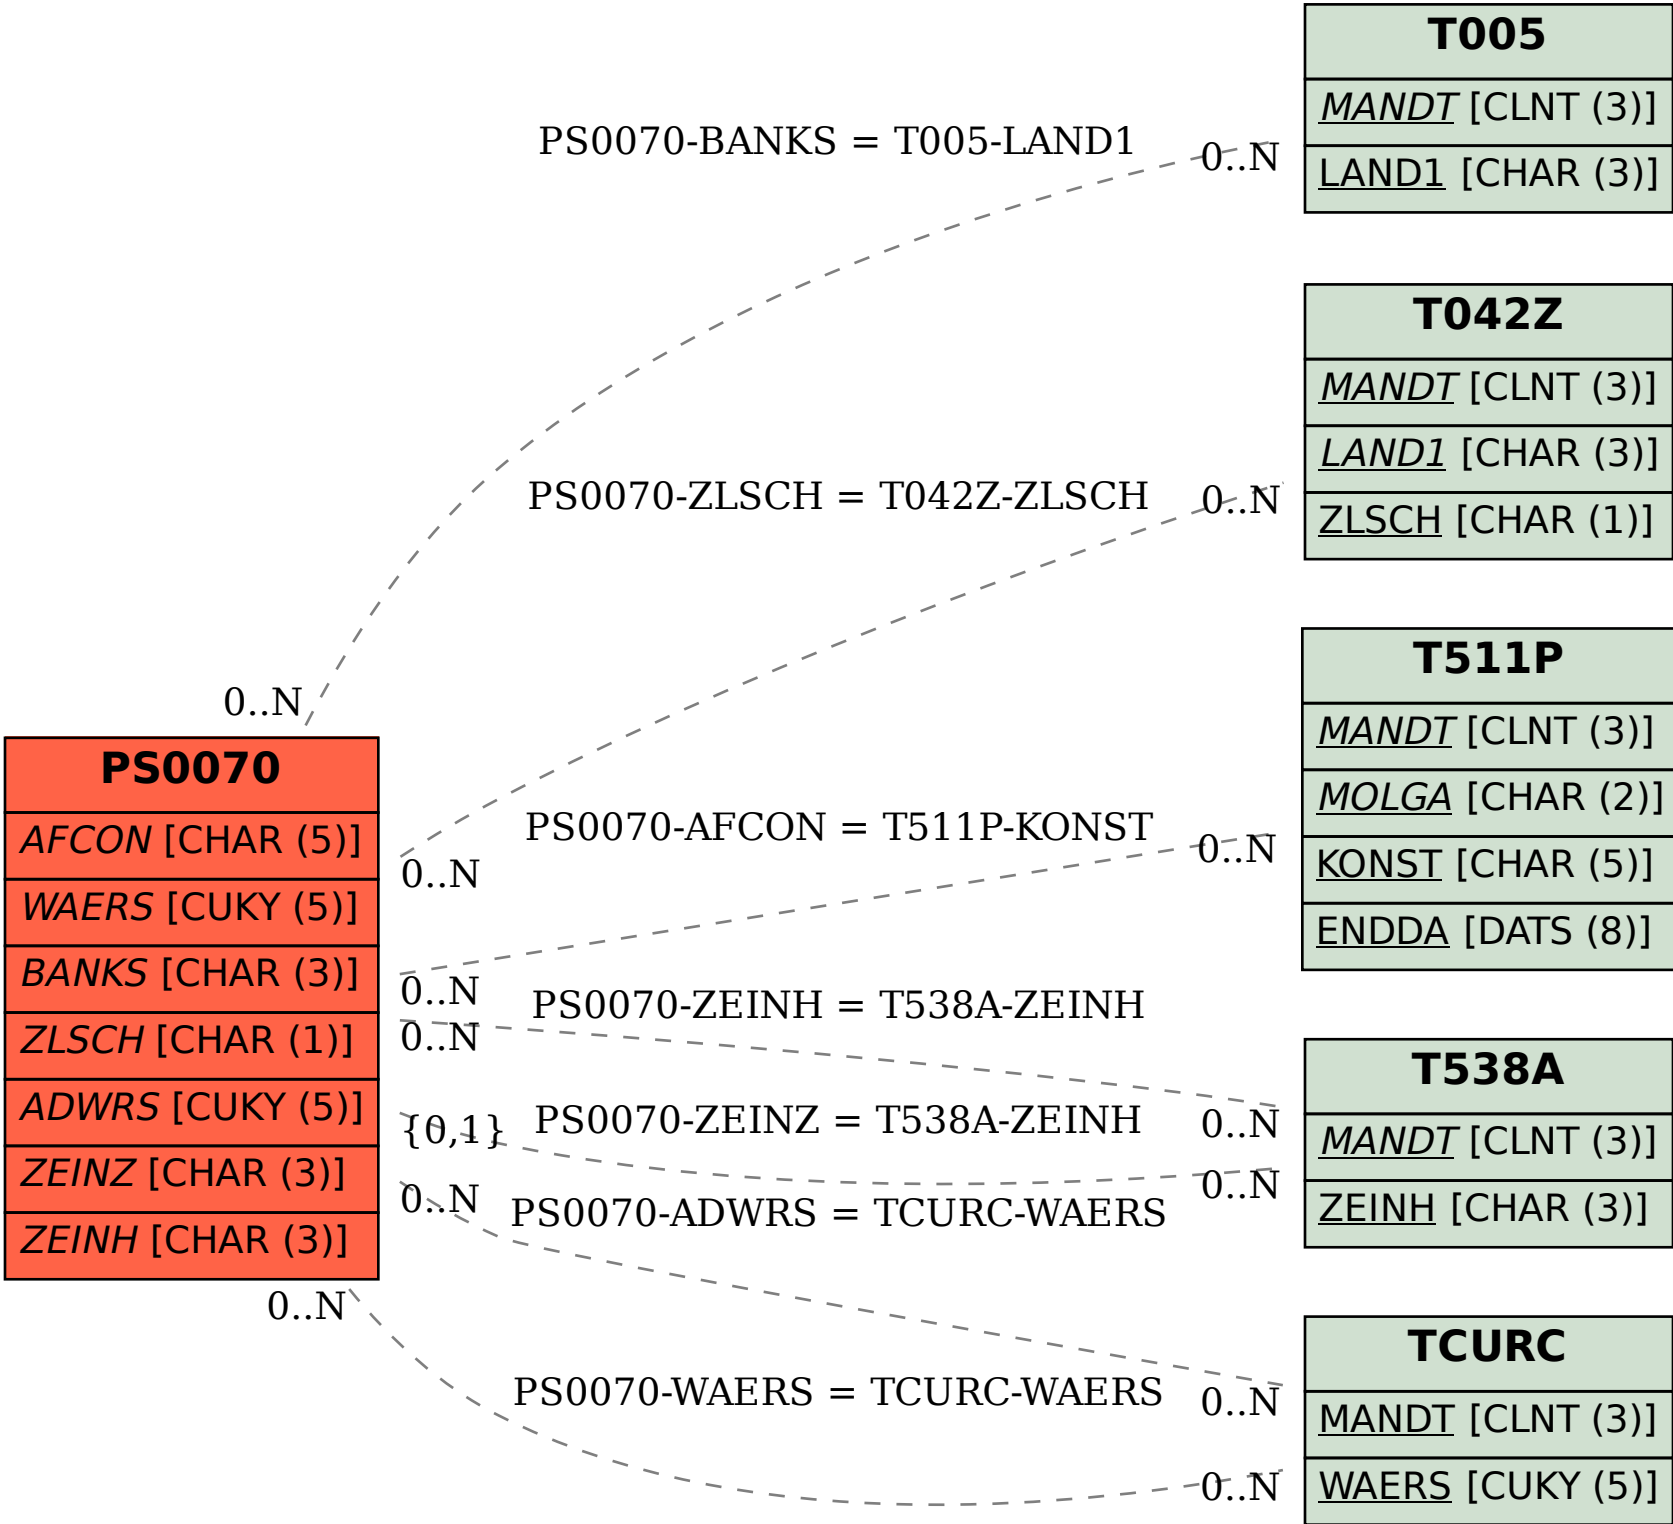 T005
MANDT [CLNT (3)]
LAND1 [CHAR (3)]
PS0070-BANKS = T005-LAND1
0..N
0..N
T042Z
MANDT [CLNT (3)]
LAND1 [CHAR (3)]
ZLSCH [CHAR (1)]
PS0070-ZLSCH = T042Z-ZLSCH
0..N
0..N
T511P
MANDT [CLNT (3)]
MOLGA [CHAR (2)]
KONST [CHAR (5)]
ENDDA [DATS (8)]
PS0070-AFCON = T511P-KONST
0..N
0..N
PS0070
AFCON [CHAR (5)]
WAERS [CUKY (5)]
BANKS [CHAR (3)]
ZLSCH [CHAR (1)]
ADWRS [CUKY (5)]
ZEINZ [CHAR (3)]
ZEINH [CHAR (3)]
PS0070-ZEINH = T538A-ZEINH
0..N
0..N
PS0070-ZEINZ = T538A-ZEINH
{0,1}
0..N
T538A
MANDT [CLNT (3)]
ZEINH [CHAR (3)]
PS0070-ADWRS = TCURC-WAERS
0..N
0..N
PS0070-WAERS = TCURC-WAERS
0..N
0..N
TCURC
MANDT [CLNT (3)]
WAERS [CUKY (5)]